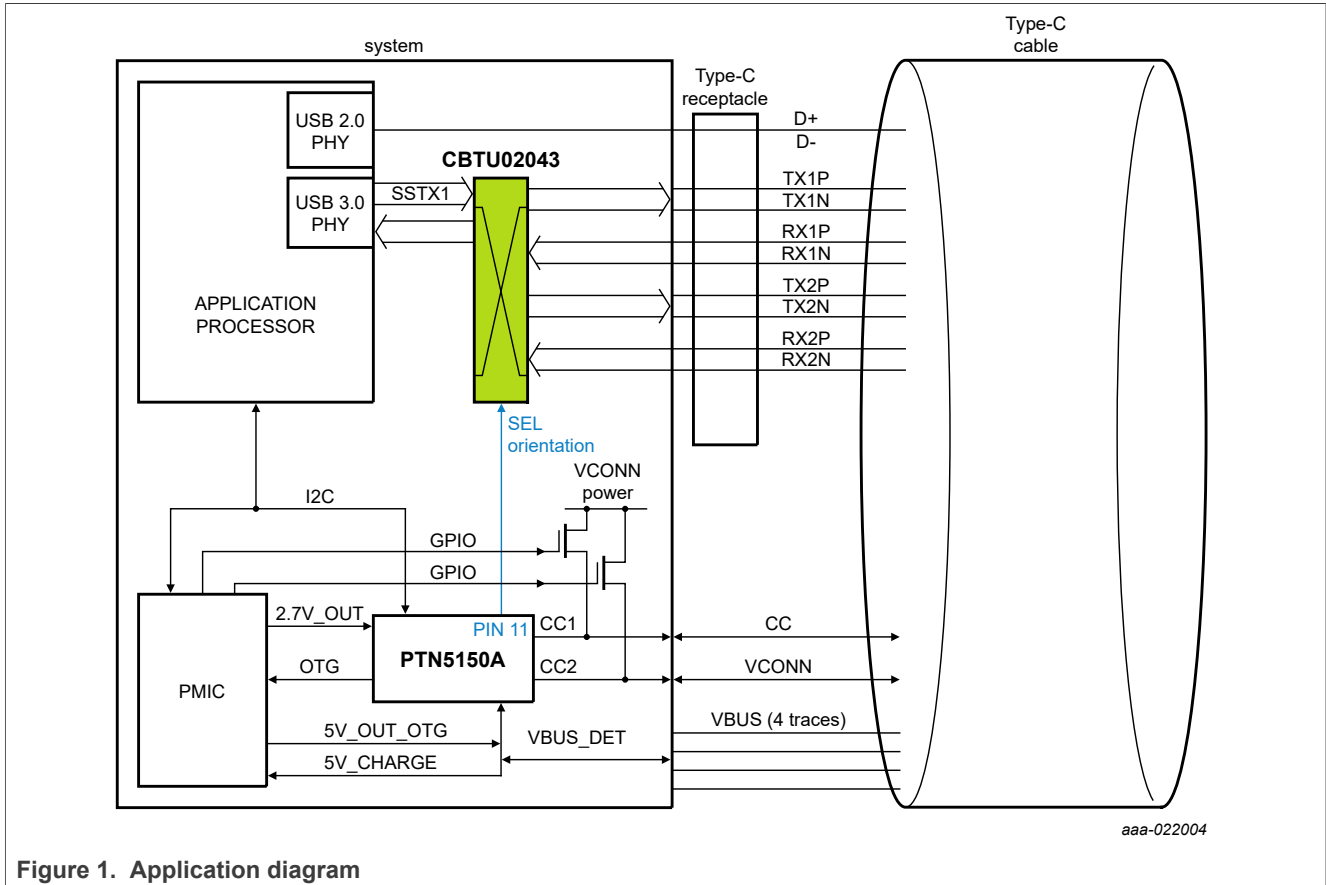 Type-C
cable
system
Type-C
receptacle
USB 2.0
PHY
D+
D-
CBTU02043
TX1P
SSTX1
TX1N
USB 3.0
PHY
RX1P
RX1N
TX2P
TX2N
APPLICATION
PROCESSOR
RX2P
RX2N
SEL
orientation
VCONN
power
I2C
GPIO
GPIO
2.7V_OUT
PIN 11
CC1
CC
PTN5150A
OTG
CC2
VCONN
PMIC
VBUS (4 traces)
5V_OUT_OTG
VBUS_DET
5V_CHARGE
aaa-022004
Figure 1. Application diagram